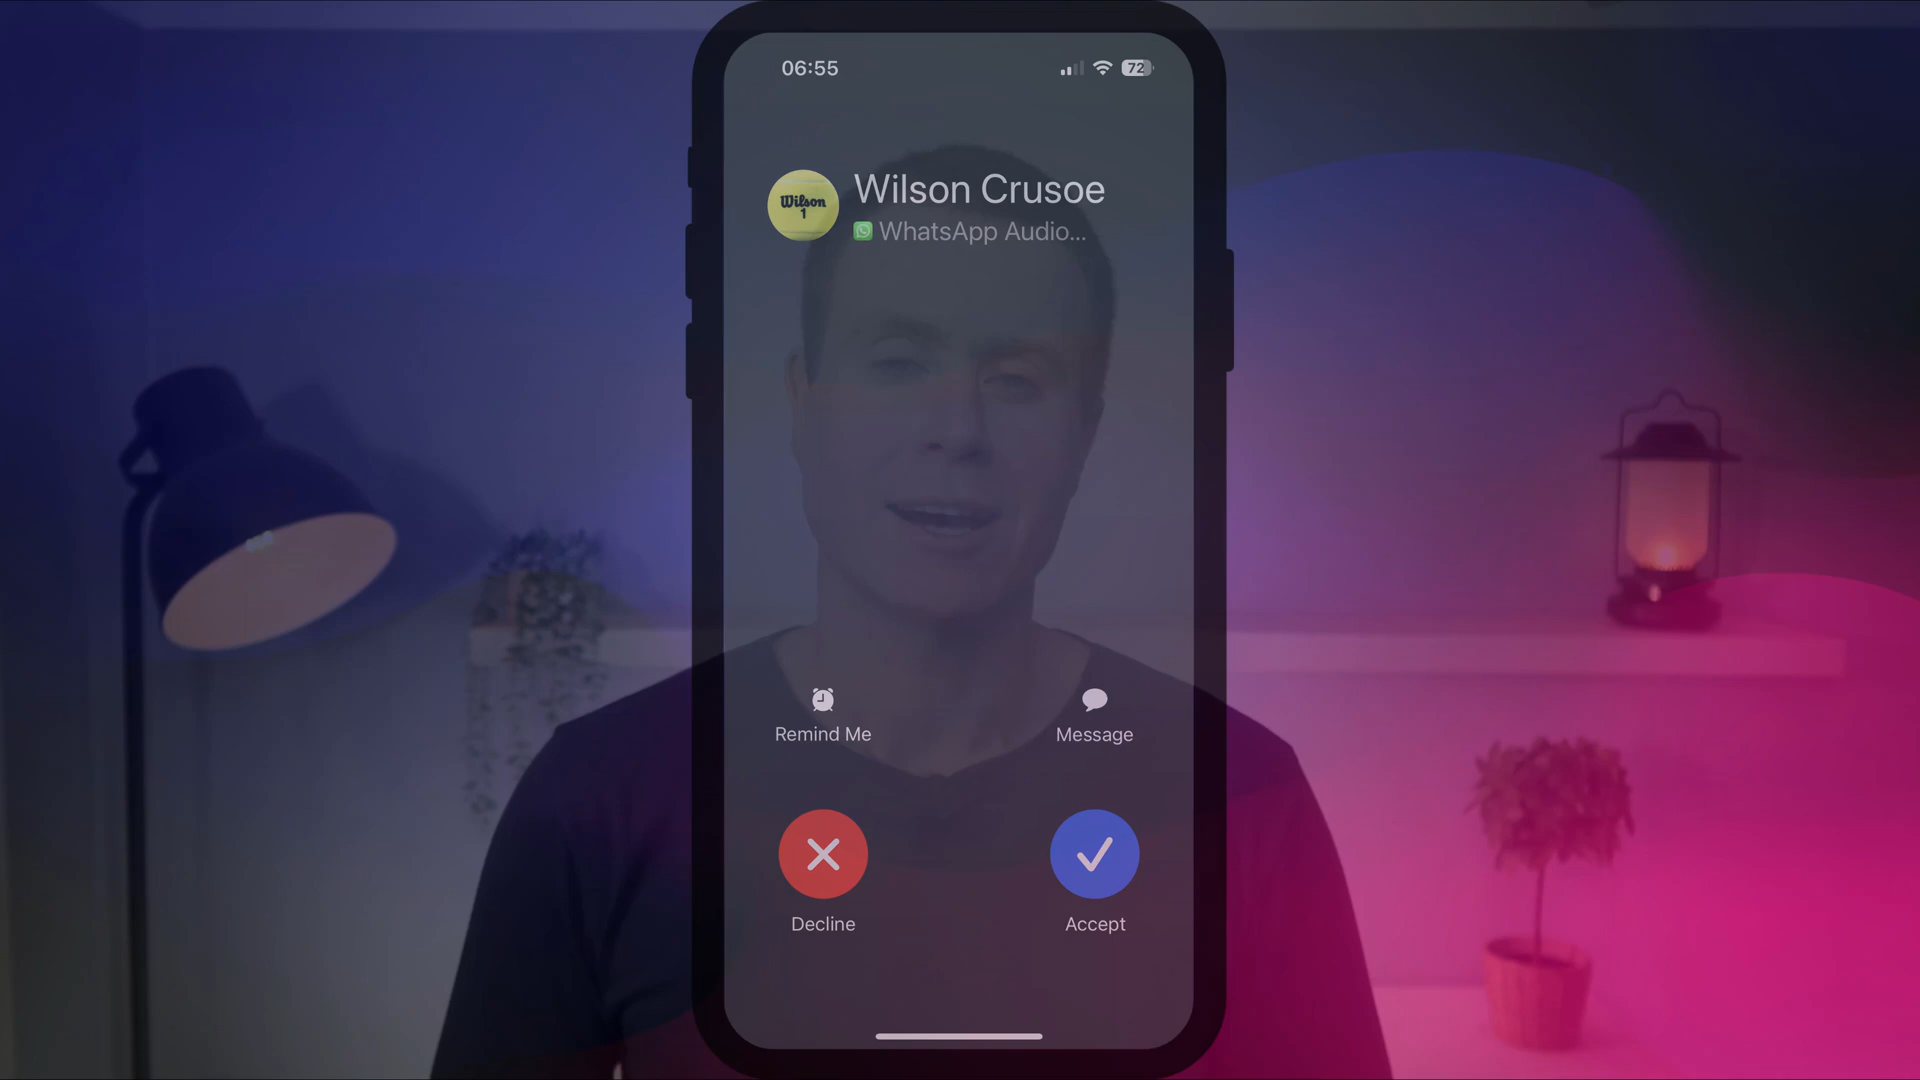 06:55
72
Wilson Crusoe
Wilson
1
WhatsApp Audio...
Remind Me
Message
Decline
Accept